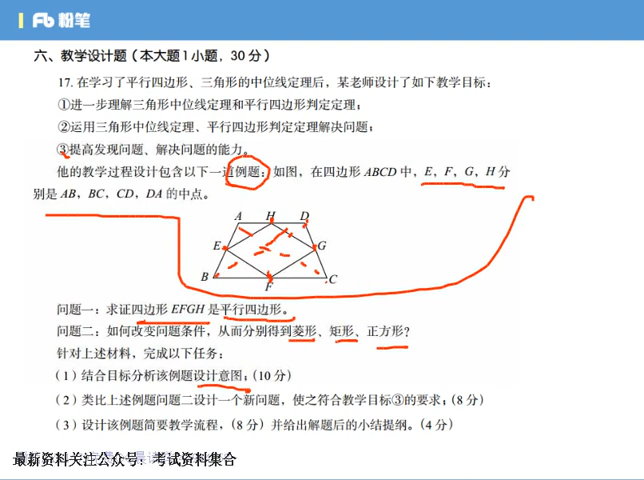 粉笔
六、教学设计题（本大题1小题，30分）
17. 在学习了平行四边形、三角形的中位线定理后，某老师设计了如下教学目标：
①进一步理解三角形中位线定理和平行四边形判定定理；
②运用三角形中位线定理、平行四边形判定定理解决问题；
③提高发现问题、解决问题的能力。
他的教学过程设计包含以下一道例题：如图，在四边形 ABCD 中，E，F，G，H 分
别是 AB，BC，CD，DA 的中点。
A H D
E G
B F C
问题一：求证四边形 EFGH 是平行四边形。
问题二：如何改变问题条件，从而分别得到菱形、矩形、正方形？
针对上述材料，完成以下任务：
（1）结合目标分析该例题设计意图；（10分）
（2）类比上述例题问题二设计一个新问题，使之符合教学目标③的要求；（8分）
（3）设计该例题简要教学流程，（8分）并给出解题后的小结提纲。（4分）
最新资料关注公众号：考试资料集合